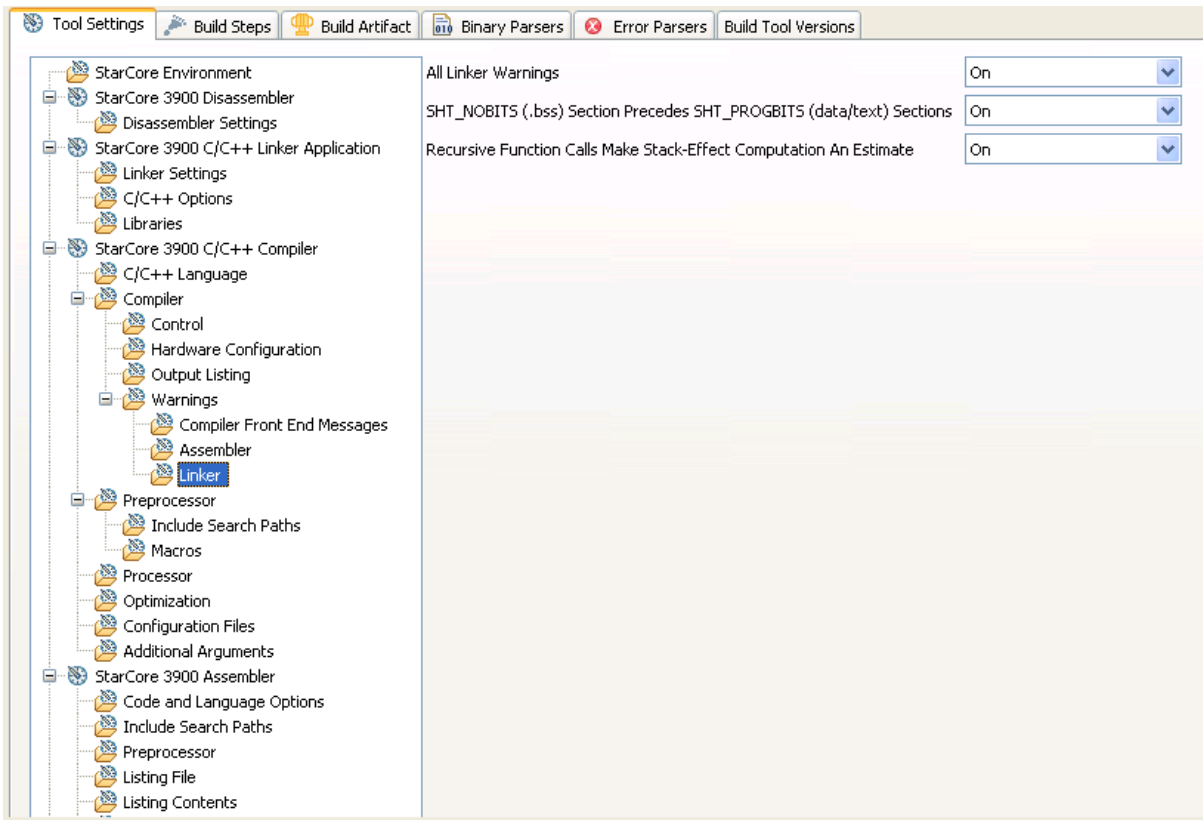 Tool Settings Build Steps Build Artifact Binary Parsers Error Parsers Build Tool Versions
StarCore Environment
StarCore 3900 Disassembler
Disassembler Settings
StarCore 3900 C/C++ Linker Application
Linker Settings
C/C++ Options
Libraries
StarCore 3900 C/C++ Compiler
C/C++ Language
Compiler
Control
Hardware Configuration
Output Listing
Warnings
Compiler Front End Messages
Assembler
Linker
Preprocessor
Include Search Paths
Macros
Processor
Optimization
Configuration Files
Additional Arguments
StarCore 3900 Assembler
Code and Language Options
Include Search Paths
Preprocessor
Listing File
Listing Contents
All Linker Warnings On
SHT_NOBITS (.bss) Section Precedes SHT_PROGBITS (data/text) Sections On
Recursive Function Calls Make Stack-Effect Computation An Estimate On